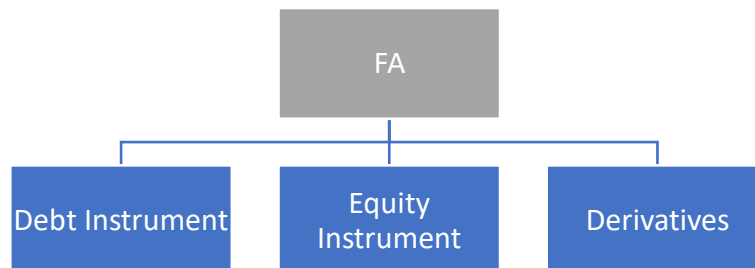 FA
Debt Instrument
Equity
Instrument
Derivatives